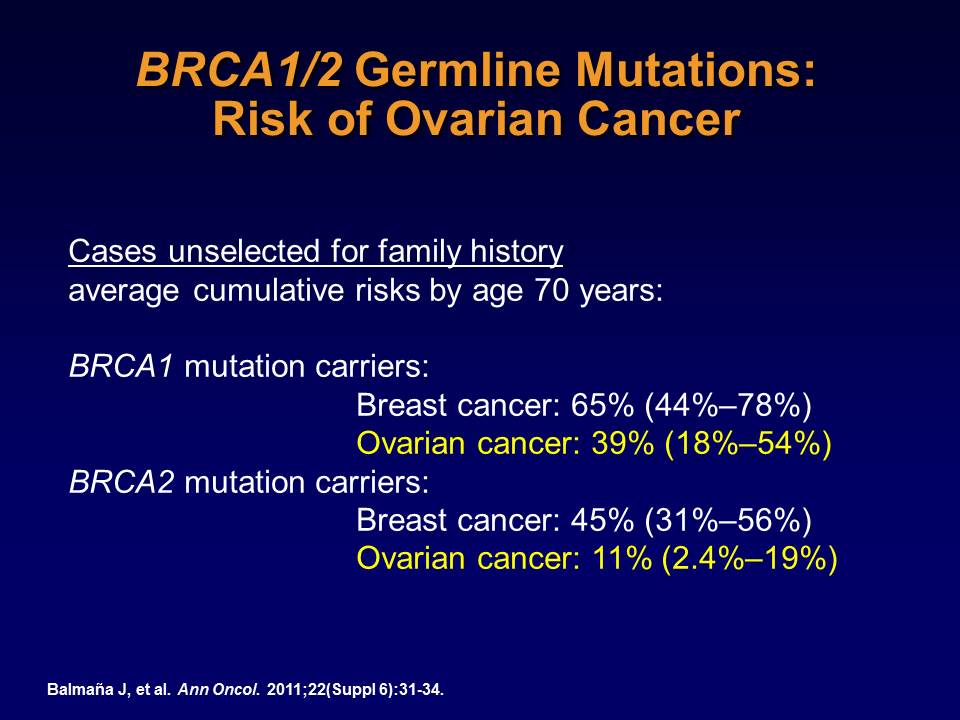 BRCA1/2 Germline Mutations:
Risk of Ovarian Cancer
Cases unselected for family history
average cumulative risks by age 70 years:
BRCA1 mutation carriers:
Breast cancer: 65% (44%–78%)
Ovarian cancer: 39% (18%–54%)
BRCA2 mutation carriers:
Breast cancer: 45% (31%–56%)
Ovarian cancer: 11% (2.4%–19%)
Balmaña J, et al. Ann Oncol. 2011;22(Suppl 6):31-34.